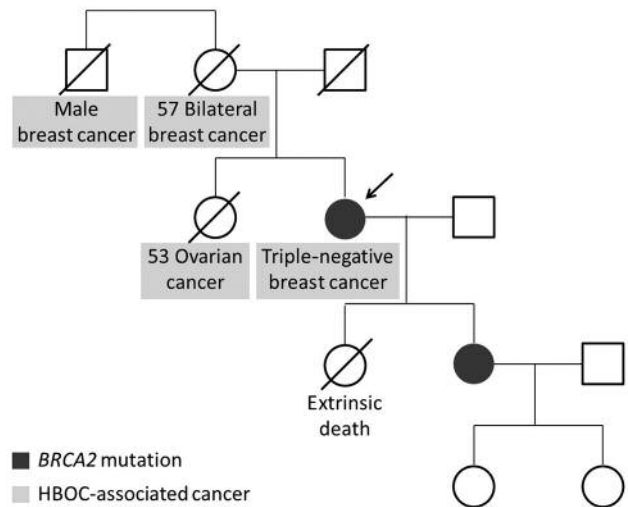 Male
breast cancer
57 Bilateral
breast cancer
53 Ovarian
cancer
Triple-negative
breast cancer
Extrinsic
death
BRCA2 mutation
HBOC-associated cancer